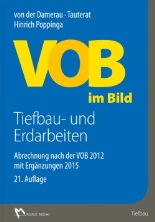 von der Damerau · Tauterat
Hinrich Poppinga
VOB
im Bild
Tiefbau- und
Erdarbeiten
Abrechnung nach der VOB 2012
mit Ergänzungen 2015
21. Auflage
Tiefbau